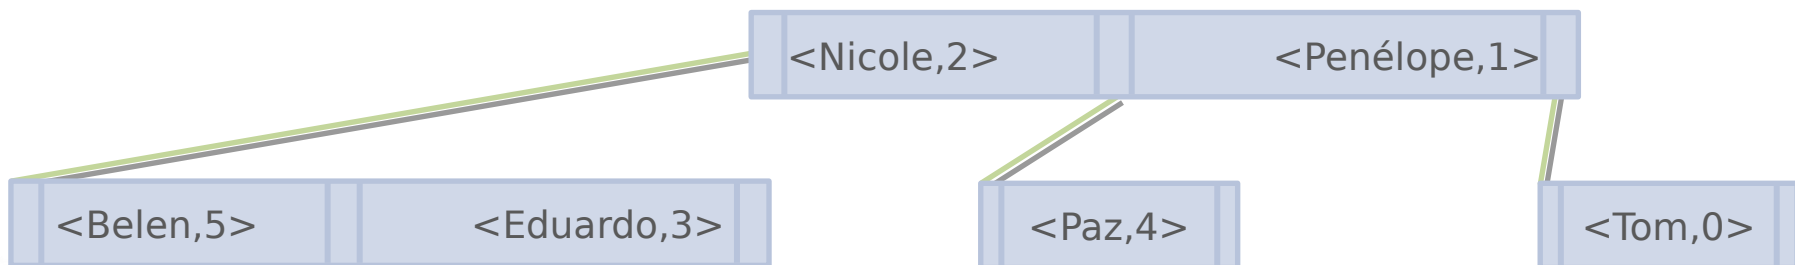 <Nicole,2> <Penélope,1>
<Belen,5> <Eduardo,3> <Paz,4> <Tom,0>